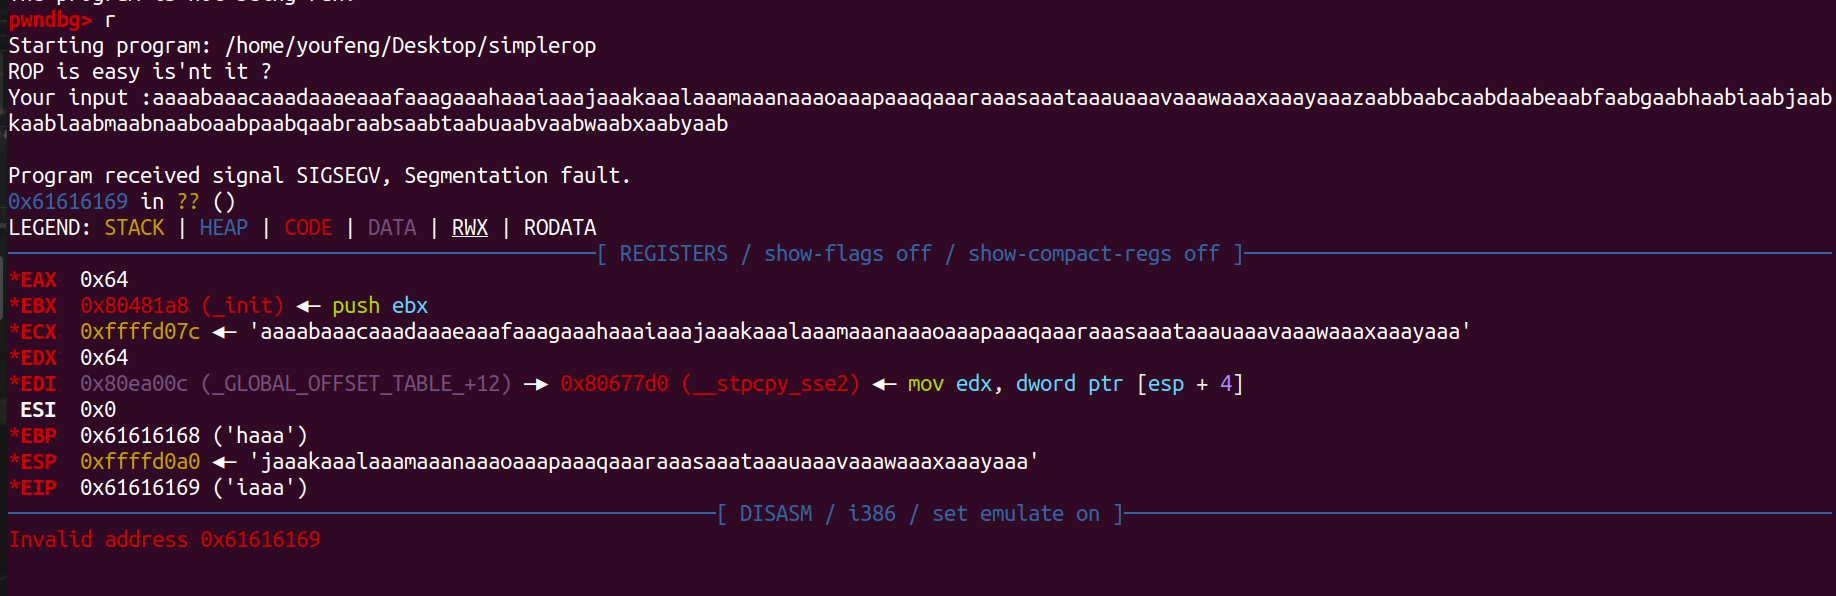 pwndbg> r
Starting program: /home/youfeng/Desktop/simplerop
ROP is easy is'nt it ?
Your input :aaaabaaacaaadaaaeaaafaaagaaahaaaiaaajaaakaaalaaamaaanaaaoaaapaaaqaaaraaasaaataaauaaavaaawaaaxaaayaaazaabbaabcaabdaabeaabfaabgaabhaabiaabjaab
kaablaabmaabnaaboaabpaabqaabraabsaabtaabuaabvaabwaabxaabyaab
Program received signal SIGSEGV, Segmentation fault.
0x61616169 in ?? ()
LEGEND: STACK | HEAP | CODE | DATA | RWX | RODATA
[ REGISTERS / show-flags off / show-compact-regs off ]
*EAX 0x64
*EBX 0x80481a8 (_init) ◂— push ebx
*ECX 0xffffd07c ◂— 'aaaabaaacaaadaaaeaaafaaagaaahaaaiaaajaaakaaalaaamaaanaaaoaaapaaaqaaaraaasaaataaauaaavaaawaaaxaaayaaa'
*EDX 0x64
*EDI 0x80ea00c (_GLOBAL_OFFSET_TABLE_+12) —▸ 0x80677d0 (__stpcpy_sse2) ◂— mov edx, dword ptr [esp + 4]
ESI 0x0
*EBP 0x61616168 ('haaa')
*ESP 0xffffd0a0 ◂— 'jaaakaaalaaamaaanaaaoaaapaaaqaaaraaasaaataaauaaavaaawaaaxaaayaaa'
*EIP 0x61616169 ('iaaa')
[ DISASM / i386 / set emulate on ]
Invalid address 0x61616169